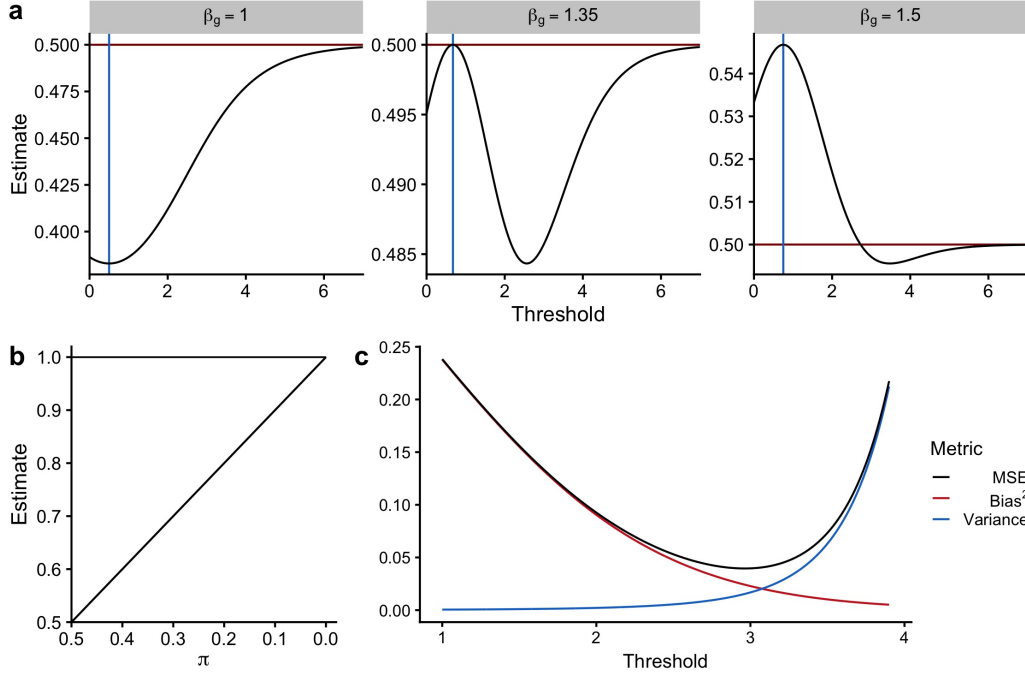 a
βg = 1
βg = 1.35
βg = 1.5
Estimate
0.500
0.475
0.450
0.425
0.400
0 2 4 6
0.500
0.495
0.490
0.485
0 2 4 6
0.54
0.53
0.52
0.51
0.50
0 2 4 6
Threshold
b
Estimate
1.0
0.9
0.8
0.7
0.6
0.5
0.5 0.4 0.3 0.2 0.1 0.0
π
c
0.25
0.20
0.15
0.10
0.05
0.00
1 2 3 4
Threshold
Metric
MSE
Bias²
Variance